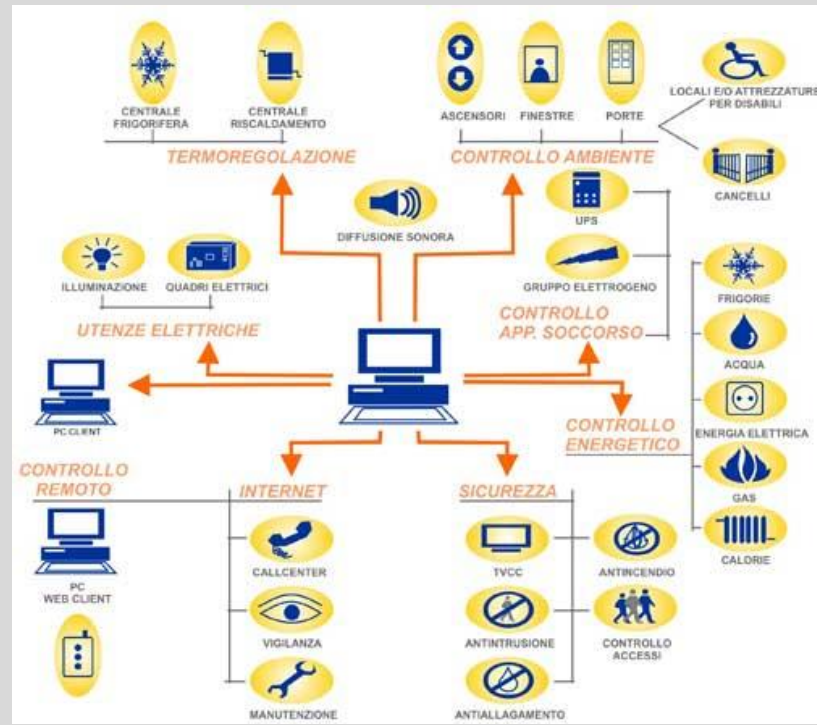 CENTRALE
FRIGORIFERA
CENTRALE
RISCALDAMENTO
TERMOREGOLAZIONE
ASCENSORI
FINESTRE
PORTE
CONTROLLO AMBIENTE
LOCALI E/O ATTREZZATURE
PER DISABILI
CANCELLI
DIFFUSIONE SONORA
UPS
GRUPPO ELETTROGENO
CONTROLLO
APP. SOCCORSO
ILLUMINAZIONE
QUADRI ELETTRICI
UTENZE ELETTRICHE
PC CLIENT
FRIGORIE
ACQUA
ENERGIA ELETTRICA
GAS
CALORIE
CONTROLLO
ENERGETICO
CONTROLLO
REMOTO
PC
WEB CLIENT
INTERNET
CALLCENTER
VIGILANZA
MANUTENZIONE
SICUREZZA
TVCC
ANTINCENDIO
ANTINTRUSIONE
CONTROLLO
ACCESSI
ANTIALLAGAMENTO